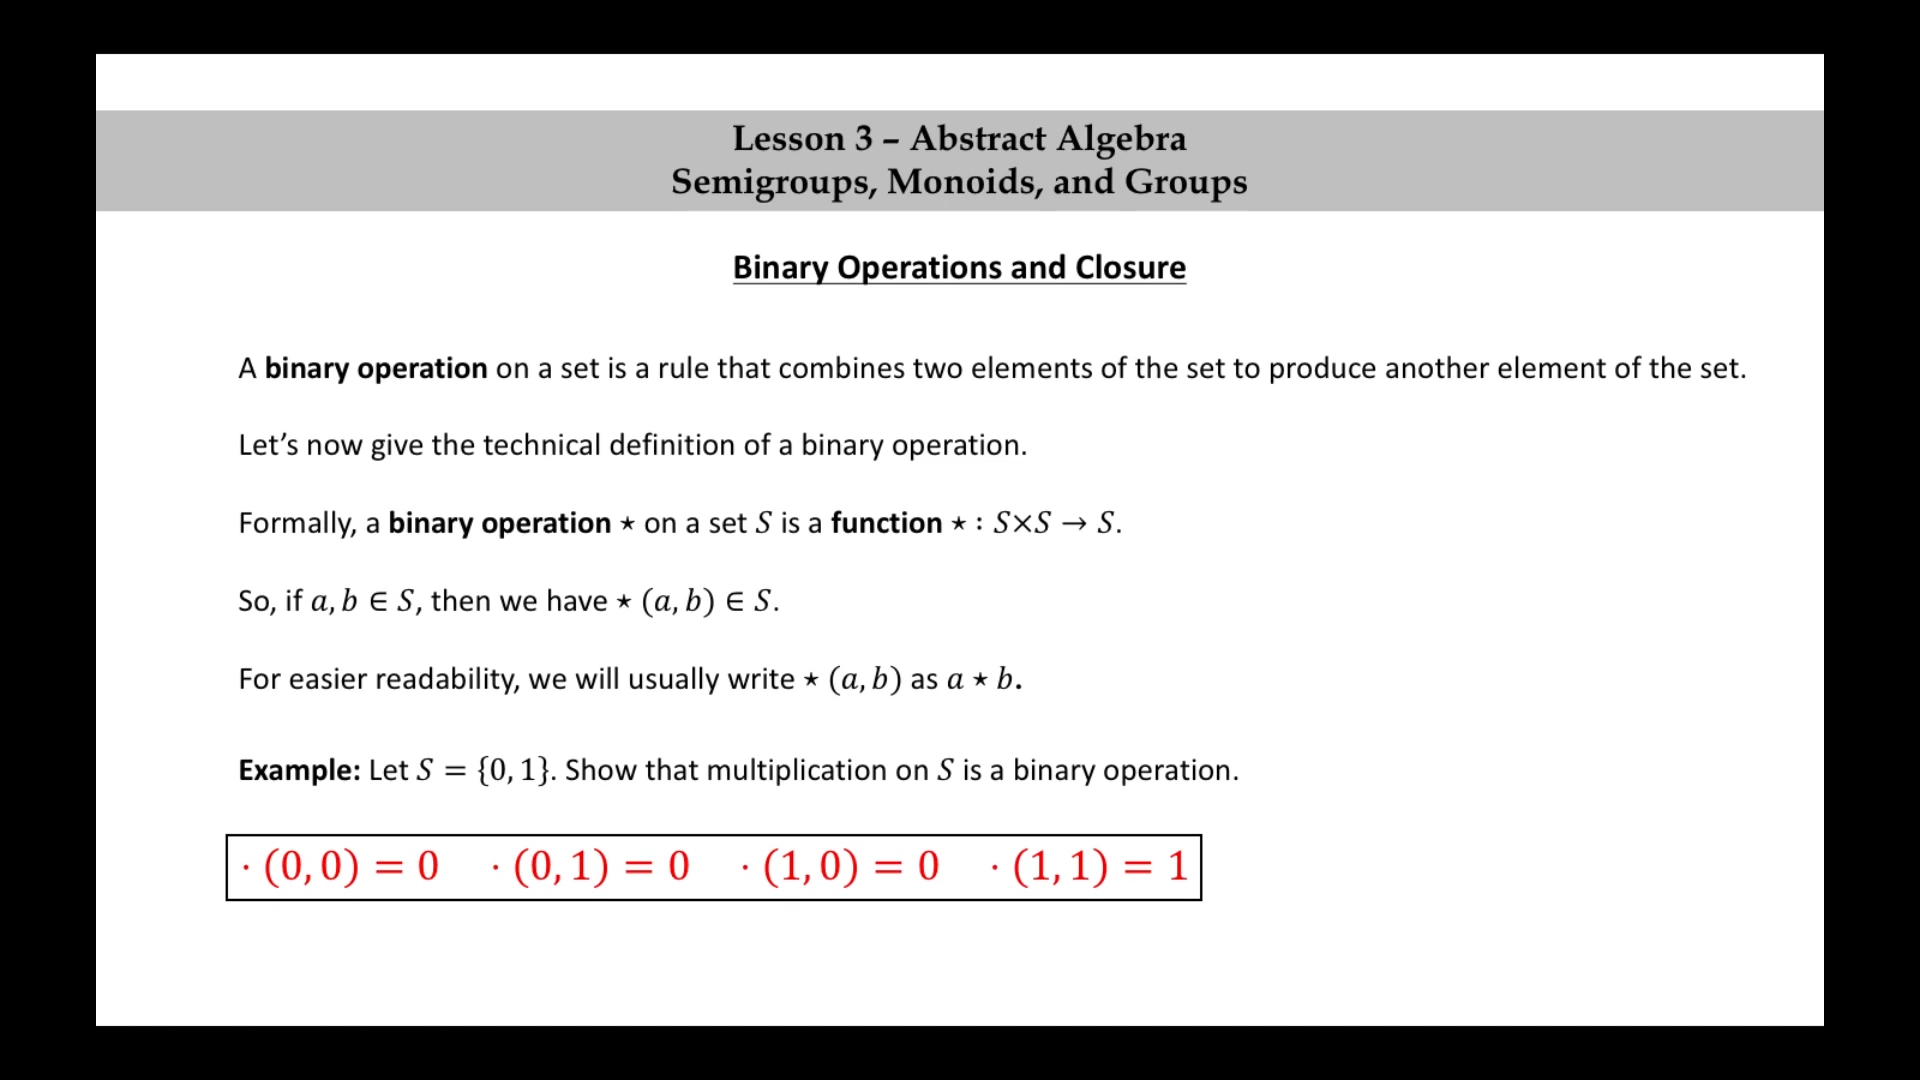 Lesson 3 – Abstract Algebra
Semigroups, Monoids, and Groups
Binary Operations and Closure
A binary operation on a set is a rule that combines two elements of the set to produce another element of the set.
Let’s now give the technical definition of a binary operation.
Formally, a binary operation ⋆ on a set S is a function ⋆ : S×S → S.
So, if a, b ∈ S, then we have ⋆ (a, b) ∈ S.
For easier readability, we will usually write ⋆ (a, b) as a ⋆ b.
Example: Let S = {0, 1}. Show that multiplication on S is a binary operation.
· (0, 0) = 0 · (0, 1) = 0 · (1, 0) = 0 · (1, 1) = 1